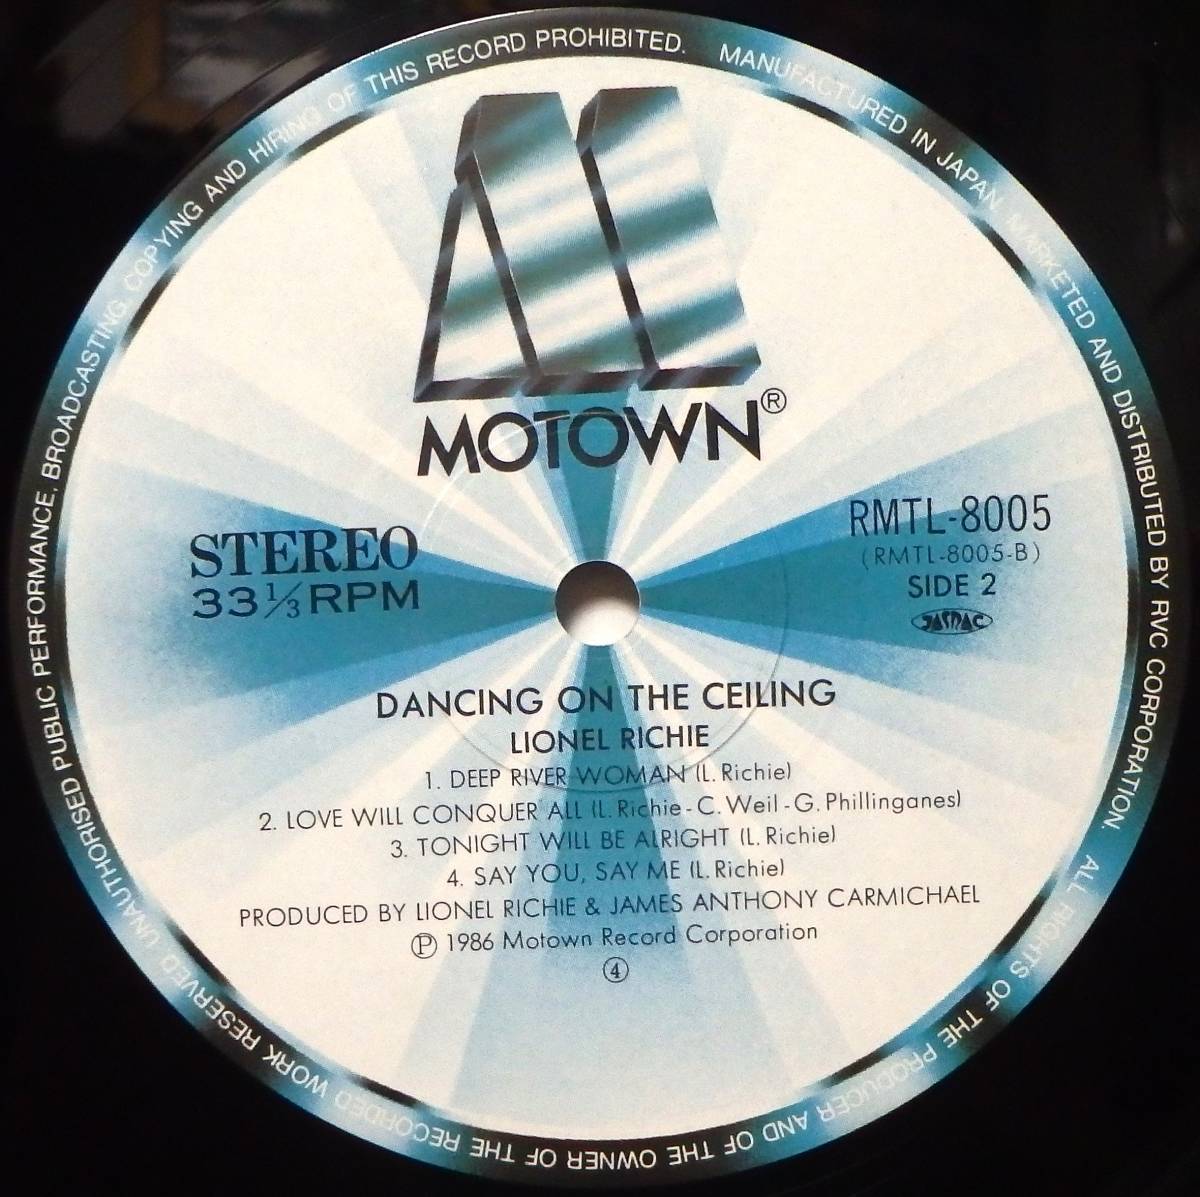 MOTOWN®
STEREO
33 1/3 RPM
RMTL-8005
(RMTL-8005-B)
SIDE 2
JASRAC
DANCING ON THE CEILING
LIONEL RICHIE
1. DEEP RIVER WOMAN (L. Richie)
2. LOVE WILL CONQUER ALL (L. Richie - C. Weil - G. Phillinganes)
3. TONIGHT WILL BE ALRIGHT (L. Richie)
4. SAY YOU, SAY ME (L. Richie)
PRODUCED BY LIONEL RICHIE & JAMES ANTHONY CARMICHAEL
Ⓟ 1986 Motown Record Corporation
④
MANUFACTURED IN JAPAN. MARKETED AND DISTRIBUTED BY RVC CORPORATION. ALL RIGHTS OF THE PRODUCER AND OF THE OWNER OF THE RECORDED WORK RESERVED. UNAUTHORISED PUBLIC PERFORMANCE, BROADCASTING, COPYING AND HIRING OF THIS RECORD PROHIBITED.